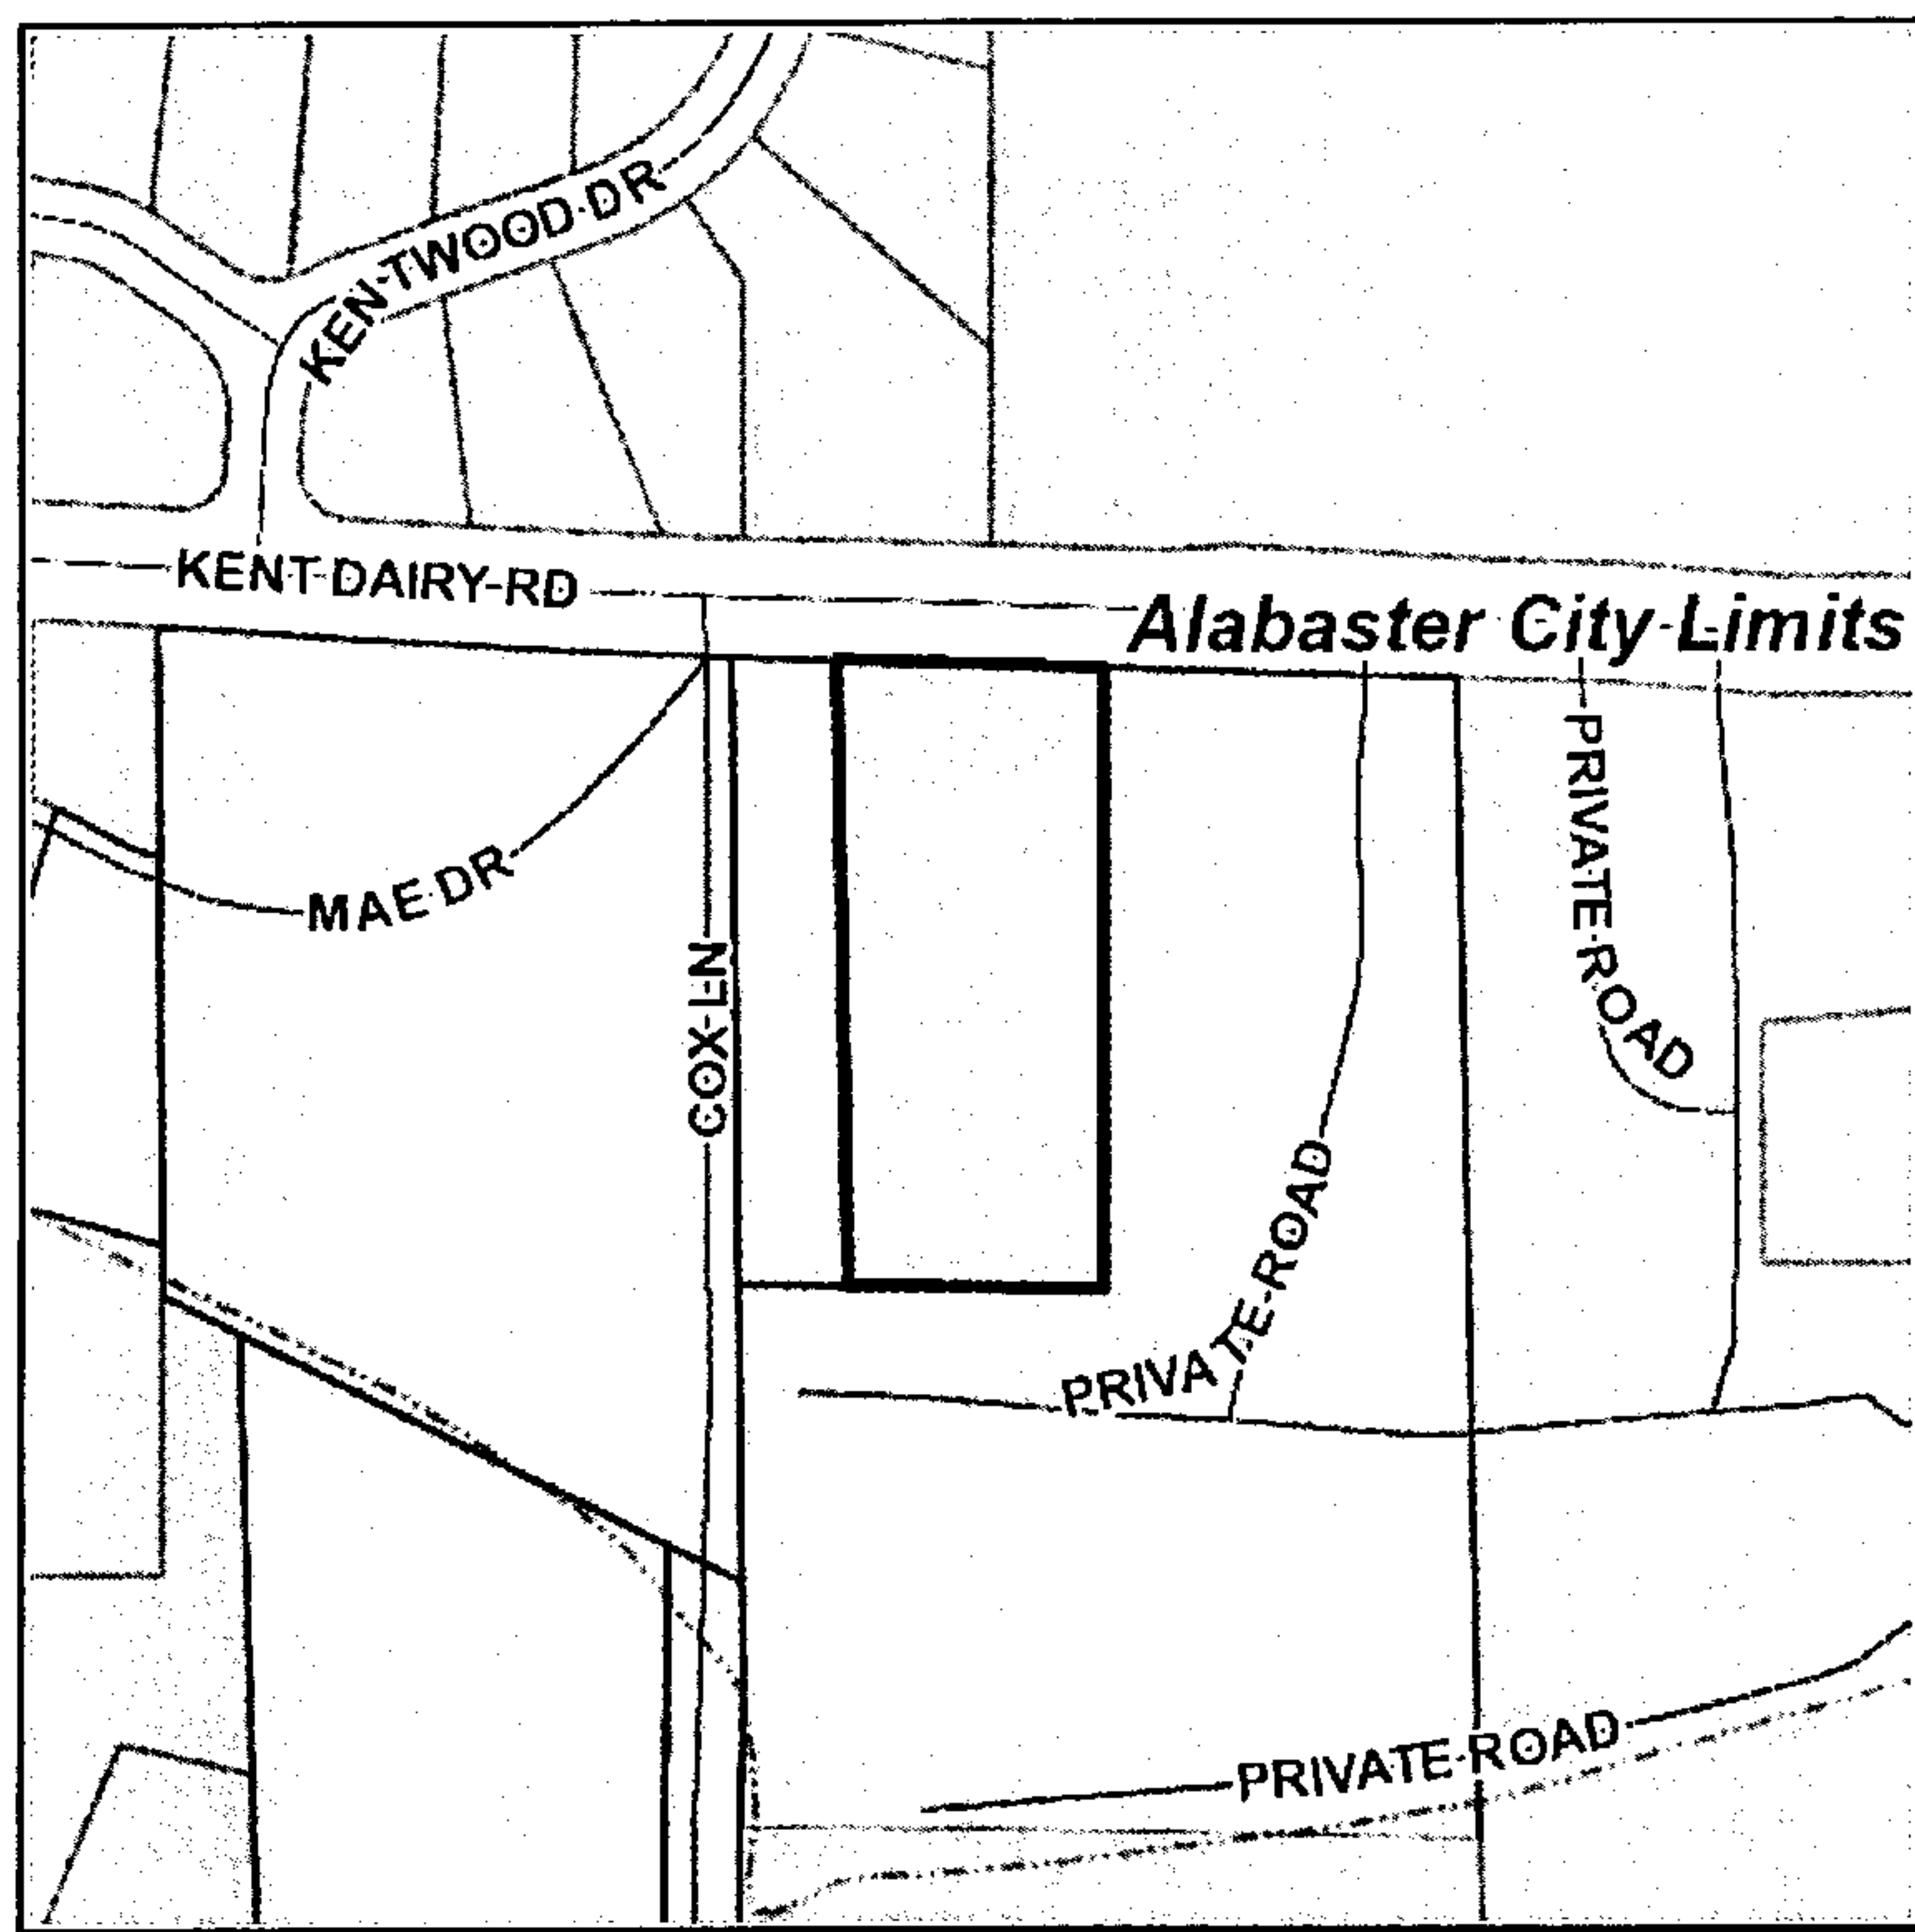 KENTWOOD DR
KENT DAIRY RD
Alabaster City Limits
PRIVATE ROAD
MAE DR
COX LN
PRIVATE ROAD
PRIVATE ROAD